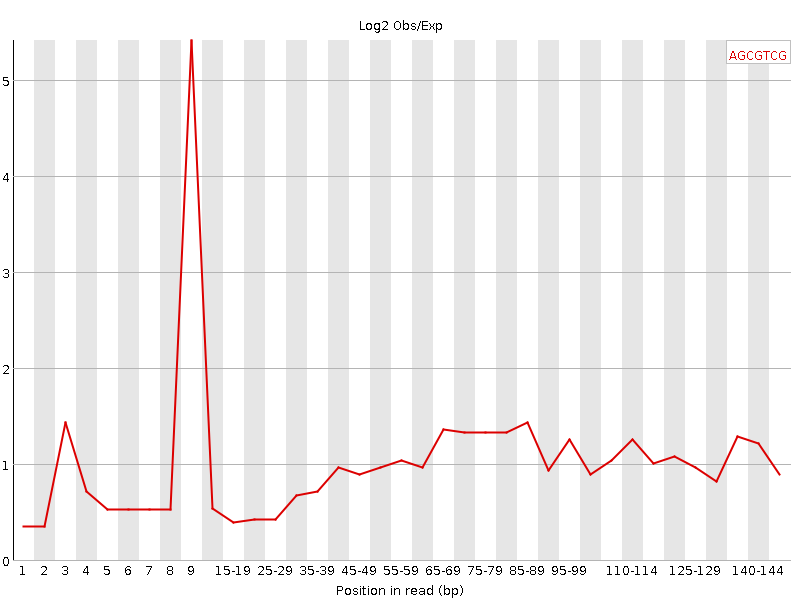 Log2 Obs/Exp
AGCGTCG
5
4
3
2
1
0
1 2 3 4 5 6 7 8 9 15-19 25-29 35-39 45-49 55-59 65-69 75-79 85-89 95-99 110-114 125-129 140-144
Position in read (bp)